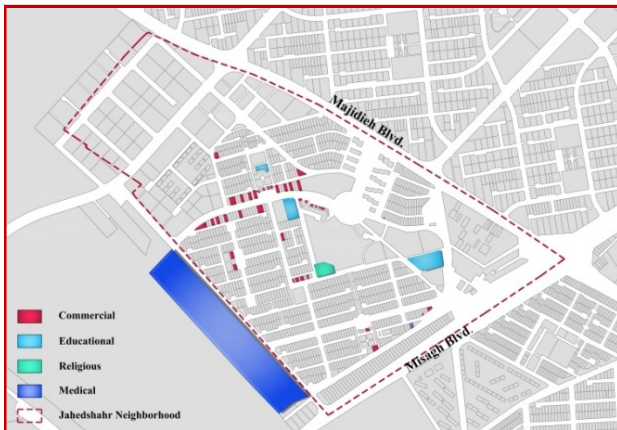 Majidieh Blvd.
Misagh Blvd.
Commercial
Educational
Religious
Medical
Jahedshahr Neighborhood